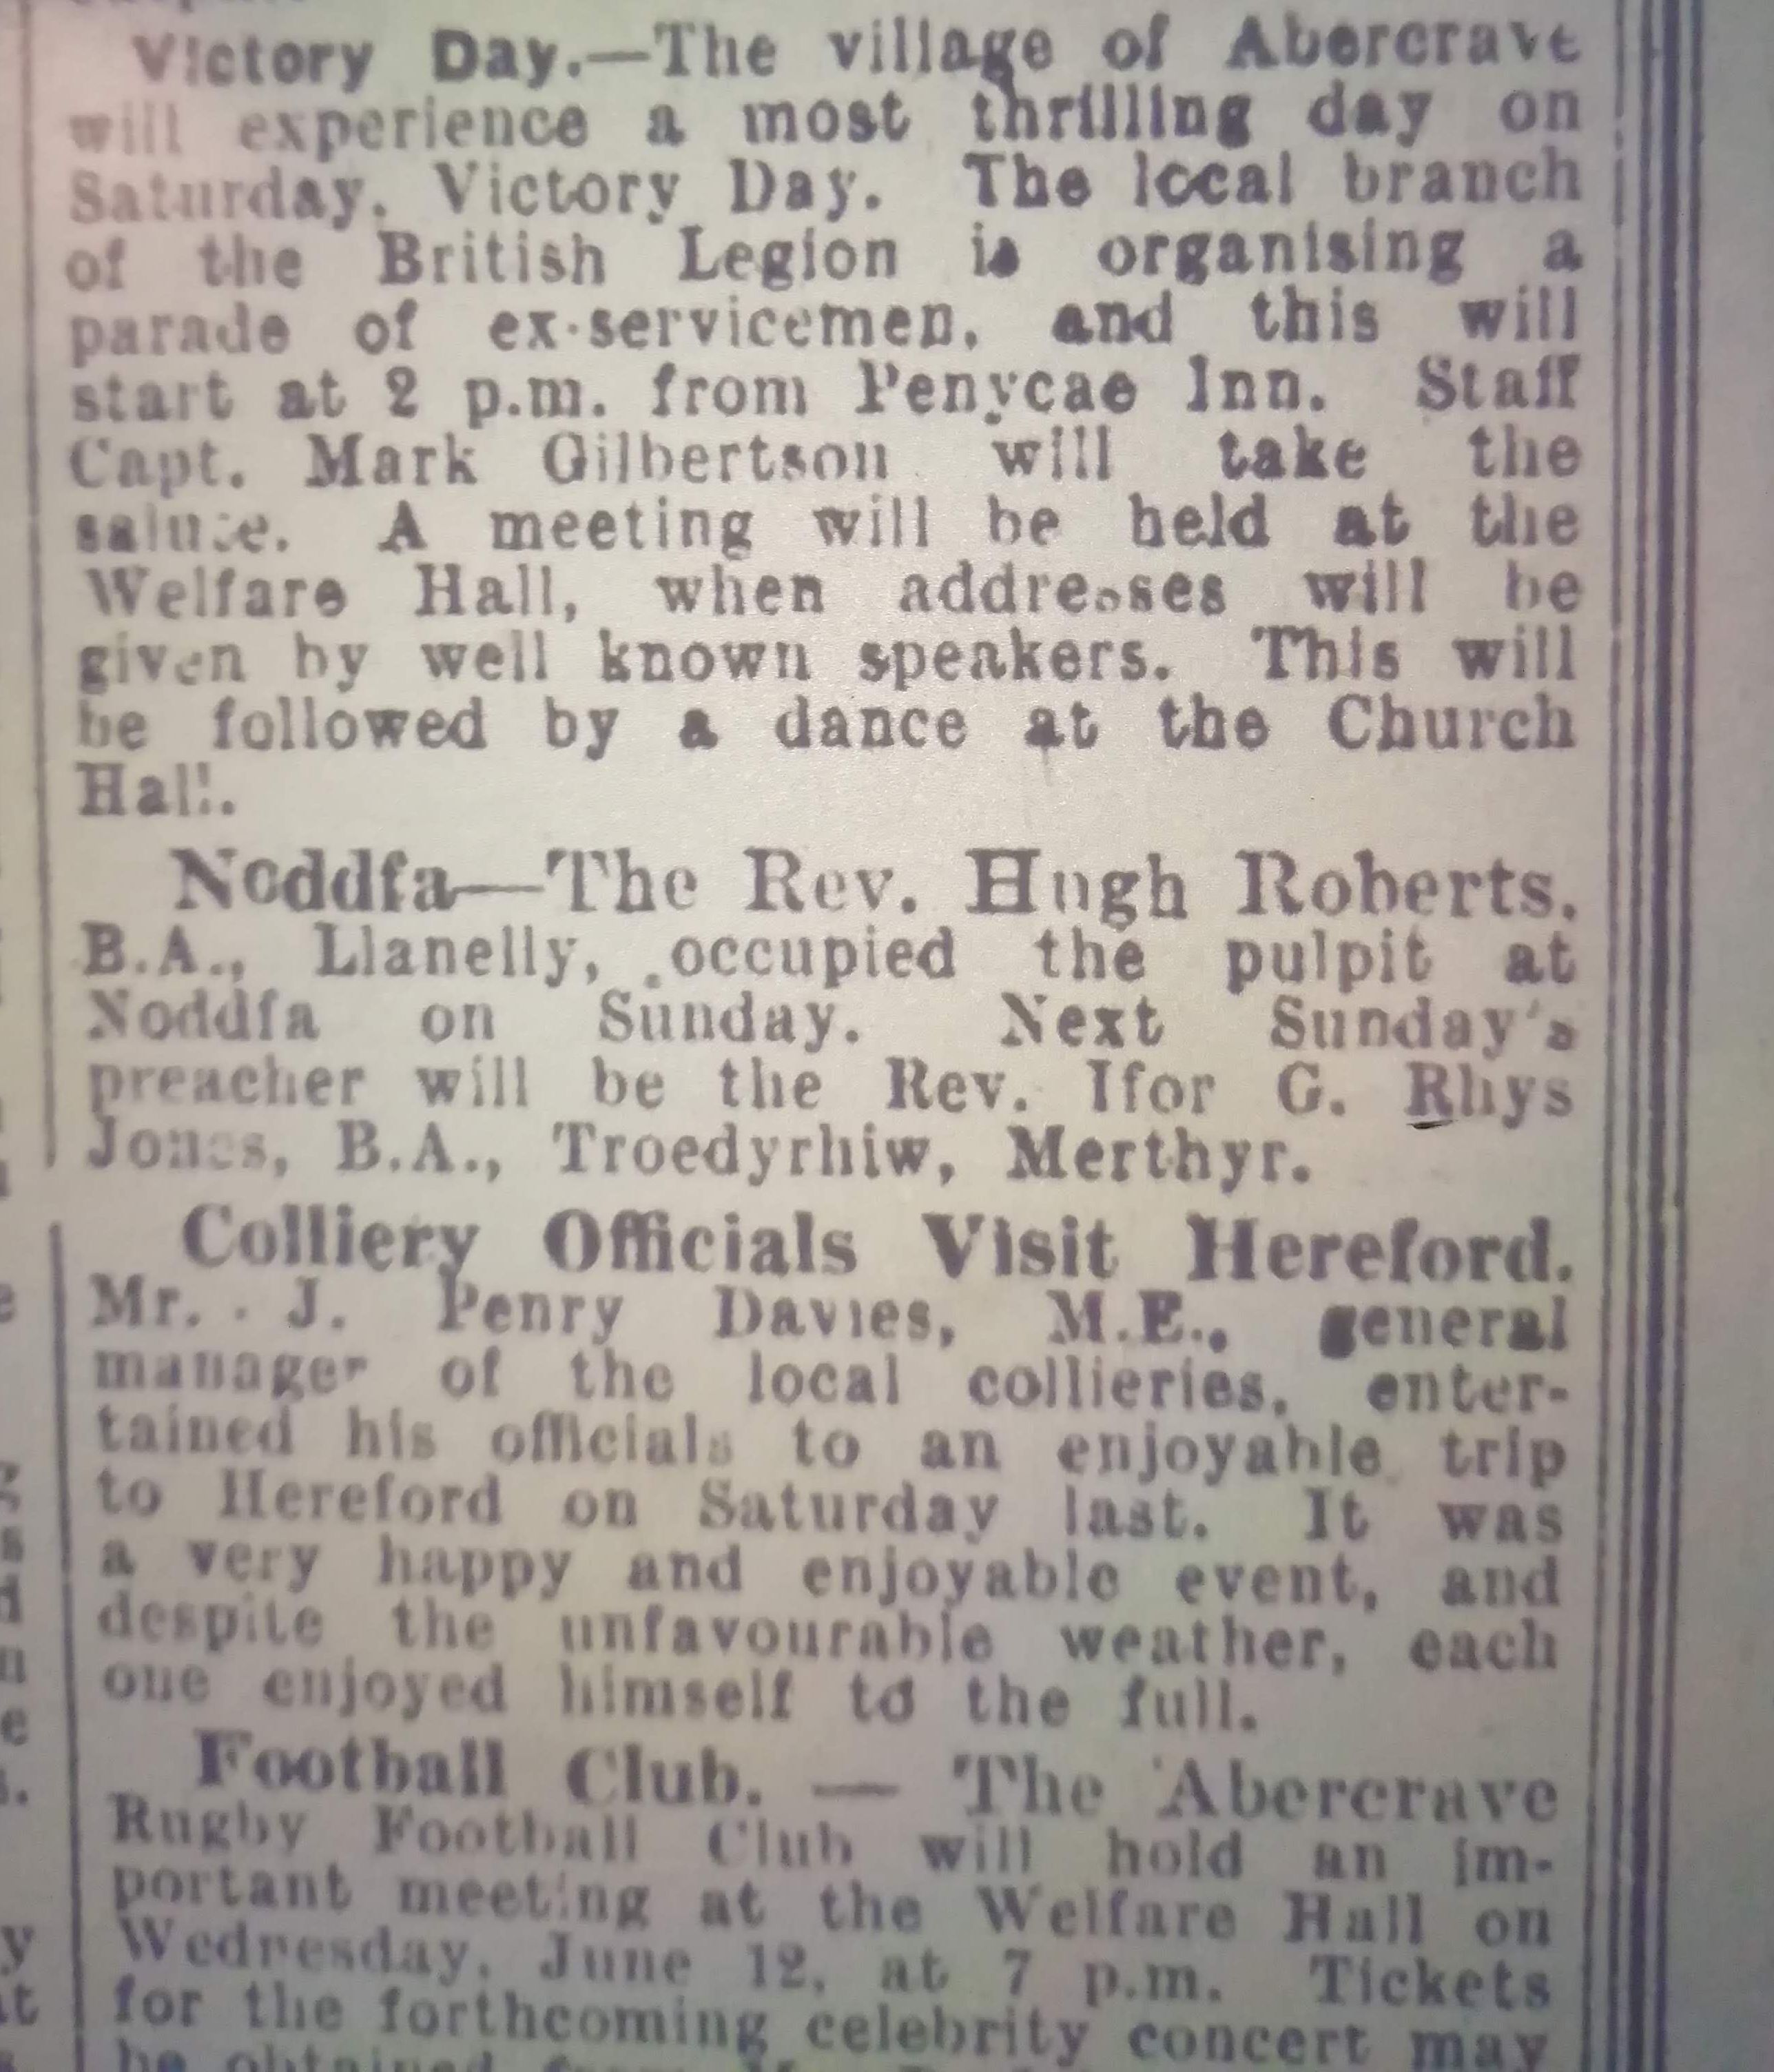 Victory Day.—The village of Abercrave
will experience a most thrilling day on
Saturday, Victory Day. The local branch
of the British Legion is organising a
parade of ex-servicemen, and this will
start at 2 p.m. from Penycae Inn. Staff
Capt. Mark Gilbertson will take the
salute. A meeting will be held at the
Welfare Hall, when addresses will be
given by well known speakers. This will
be followed by a dance at the Church
Hall.
Noddfa—The Rev. Hugh Roberts,
B.A., Llanelly, occupied the pulpit at
Noddfa on Sunday. Next Sunday's
preacher will be the Rev. Ifor G. Rhys
Jones, B.A., Troedyrhiw, Merthyr.
Colliery Officials Visit Hereford.
Mr. J. Penry Davies, M.E., general
manager of the local collieries, enter-
tained his officials to an enjoyable trip
to Hereford on Saturday last. It was
a very happy and enjoyable event, and
despite the unfavourable weather, each
one enjoyed himself to the full.
Football Club. — The Abercrave
Rugby Football Club will hold an im-
portant meeting at the Welfare Hall on
Wednesday, June 12, at 7 p.m. Tickets
for the forthcoming celebrity concert may
be obtained from